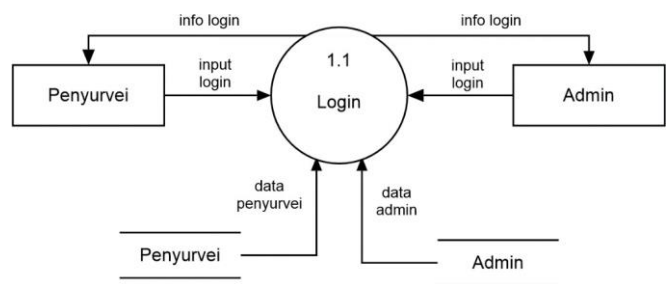 info login
info login
1.1
Login
input
login
input
login
Penyurvei
Admin
data
penyurvei
data
admin
Penyurvei
Admin